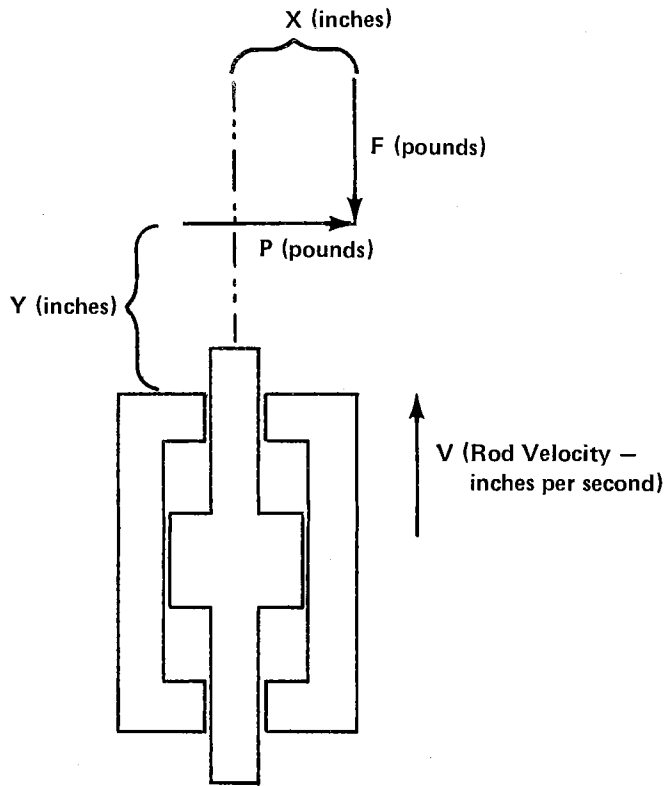 X (inches)
F (pounds)
P (pounds)
Y (inches)
V (Rod Velocity —
inches per second)